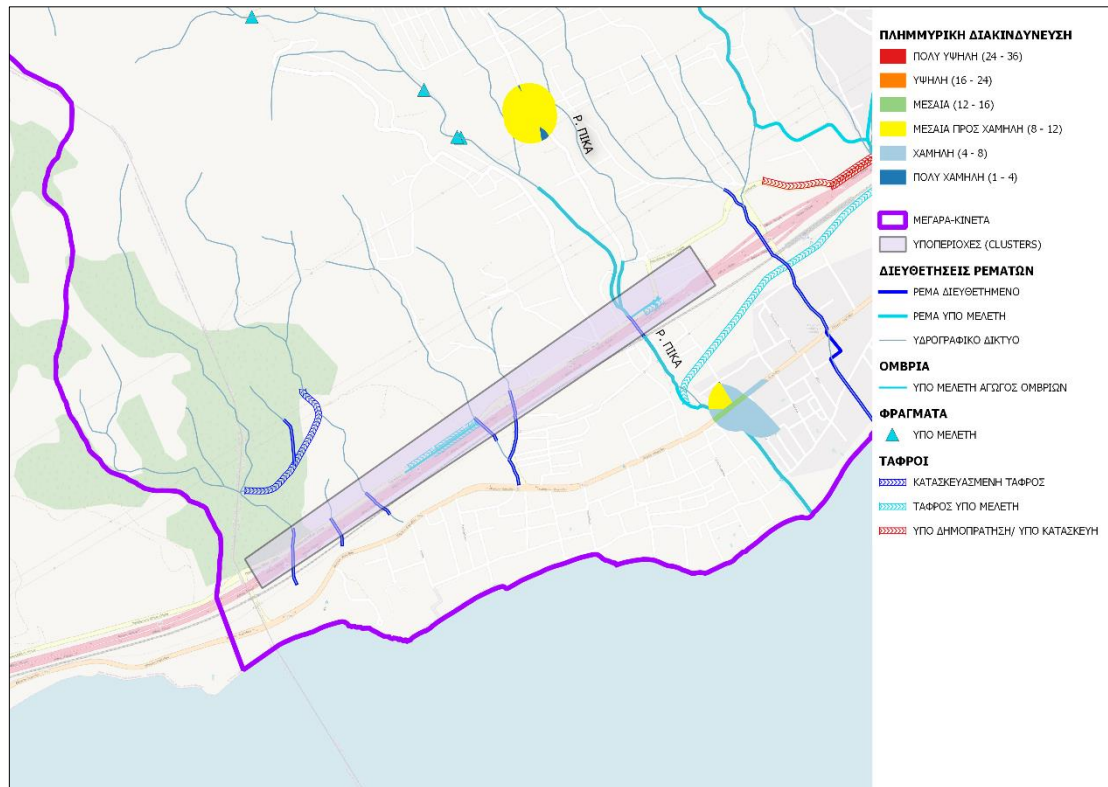 Ρ. ΠΙΚΑ
Ρ. ΠΙΚΑ
ΠΛΗΜΜΥΡΙΚΗ ΔΙΑΚΙΝΔΥΝΕΥΣΗ
ΠΟΛΥ ΥΨΗΛΗ (24 - 36)
ΥΨΗΛΗ (16 - 24)
ΜΕΣΑΙΑ (12 - 16)
ΜΕΣΑΙΑ ΠΡΟΣ ΧΑΜΗΛΗ (8 - 12)
ΧΑΜΗΛΗ (4 - 8)
ΠΟΛΥ ΧΑΜΗΛΗ (1 - 4)
ΜΕΓΑΡΑ-ΚΙΝΕΤΑ
ΥΠΟΠΕΡΙΟΧΕΣ (CLUSTERS)
ΔΙΕΥΘΕΤΗΣΕΙΣ ΡΕΜΑΤΩΝ
ΡΕΜΑ ΔΙΕΥΘΕΤΗΜΕΝΟ
ΡΕΜΑ ΥΠΟ ΜΕΛΕΤΗ
ΥΔΡΟΓΡΑΦΙΚΟ ΔΙΚΤΥΟ
ΟΜΒΡΙΑ
ΥΠΟ ΜΕΛΕΤΗ ΑΓΩΓΟΣ ΟΜΒΡΙΩΝ
ΦΡΑΓΜΑΤΑ
ΥΠΟ ΜΕΛΕΤΗ
ΤΑΦΡΟΙ
ΚΑΤΑΣΚΕΥΑΣΜΕΝΗ ΤΑΦΡΟΣ
ΤΑΦΡΟΣ ΥΠΟ ΜΕΛΕΤΗ
ΥΠΟ ΔΗΜΟΠΡΑΤΗΣΗ/ ΥΠΟ ΚΑΤΑΣΚΕΥΗ